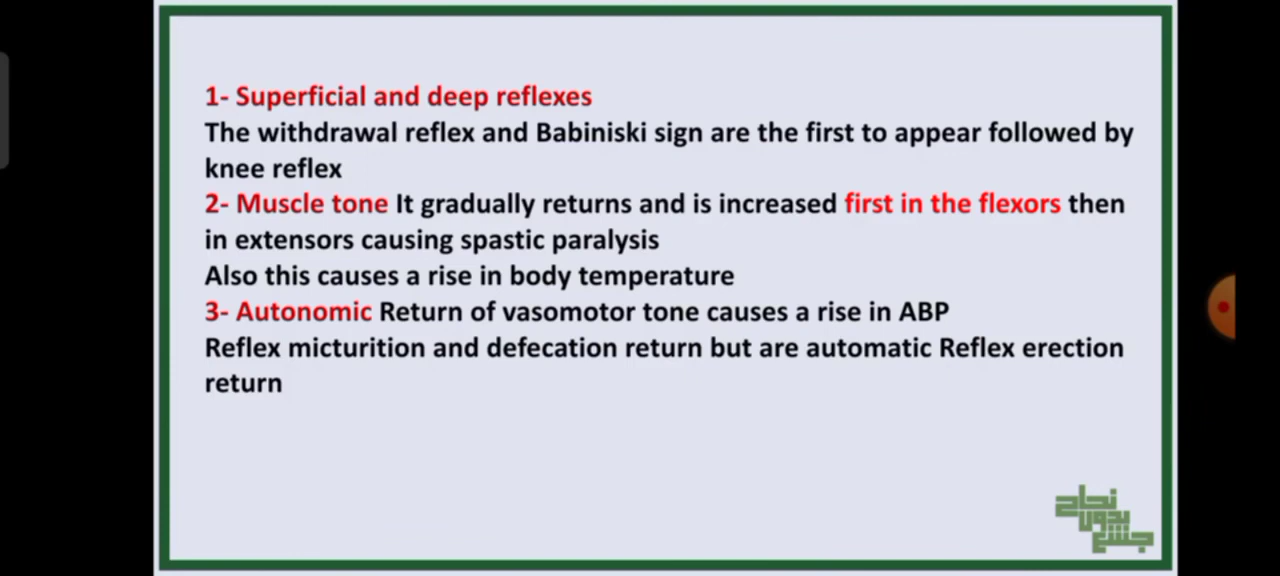 1- Superficial and deep reflexes
The withdrawal reflex and Babiniski sign are the first to appear followed by
knee reflex
2- Muscle tone It gradually returns and is increased first in the flexors then
in extensors causing spastic paralysis
Also this causes a rise in body temperature
3- Autonomic Return of vasomotor tone causes a rise in ABP
Reflex micturition and defecation return but are automatic Reflex erection
return
نجاح
بدون
جشع